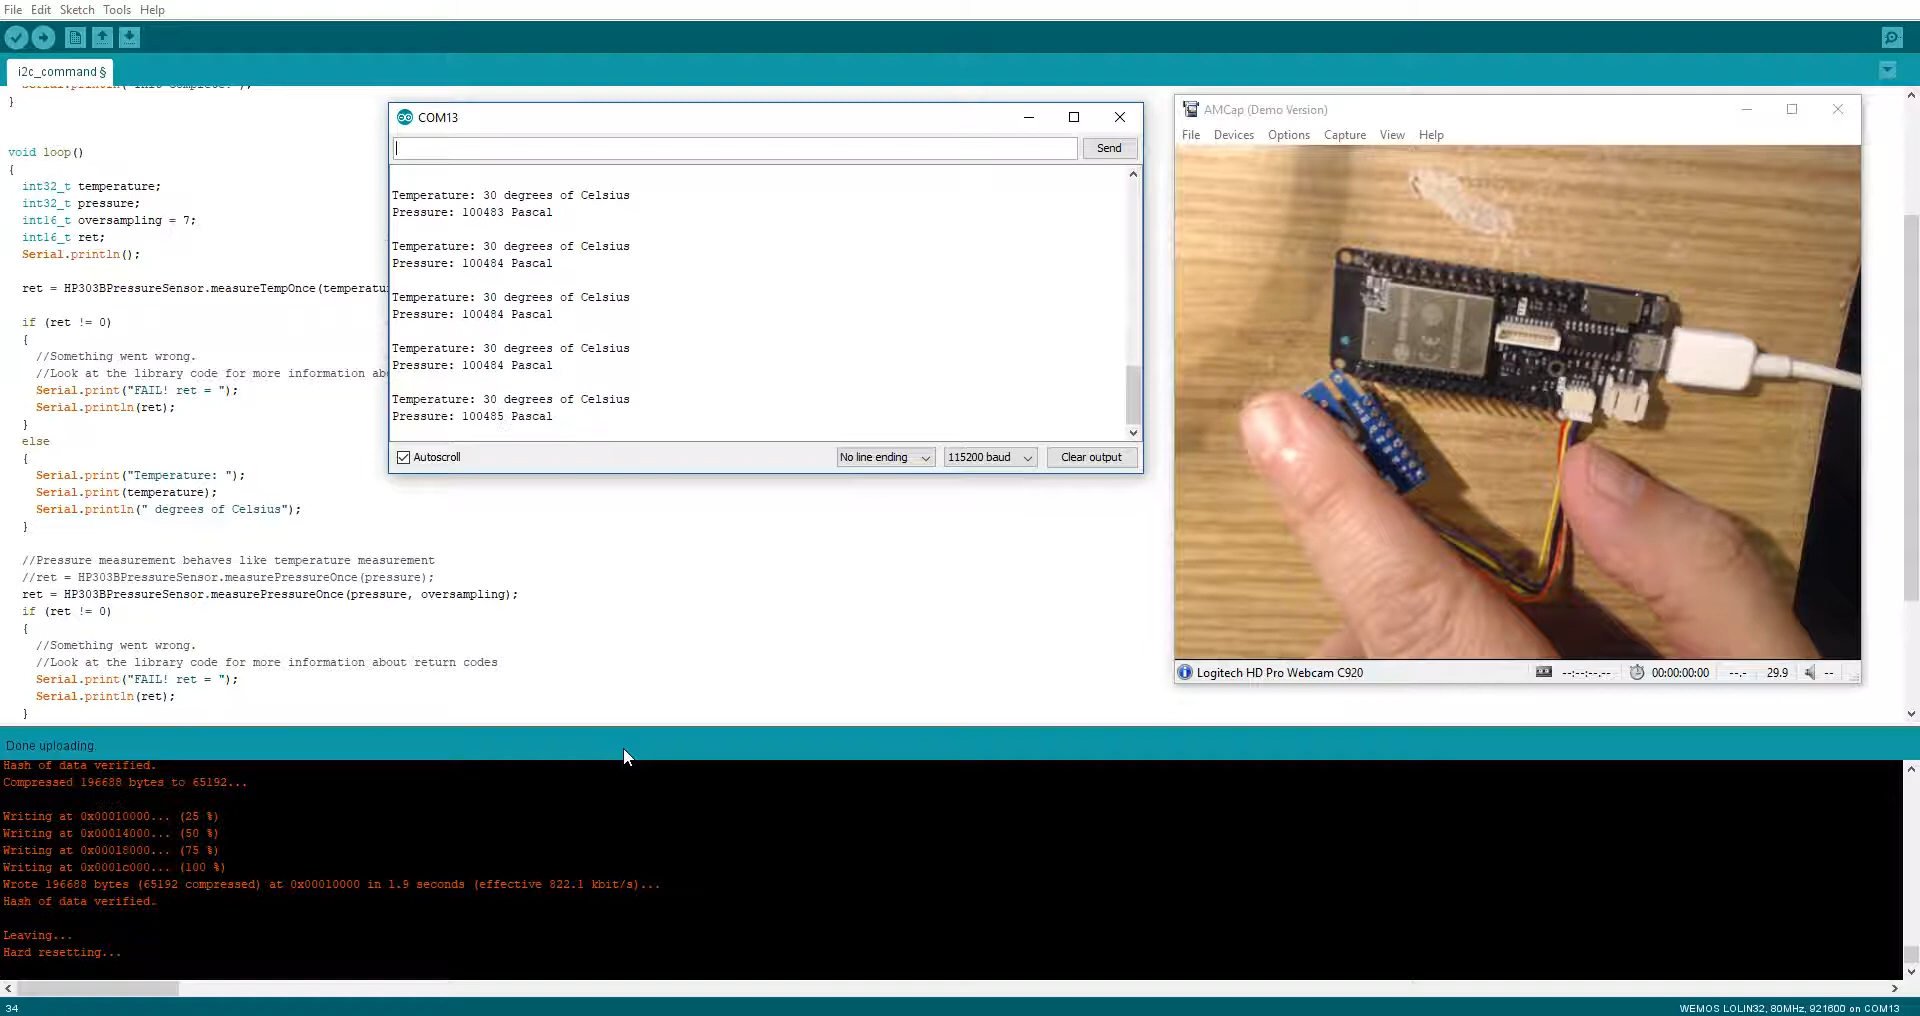 File Edit Sketch Tools Help
i2c_command §
}
void loop()
{
int32_t temperature;
int32_t pressure;
int16_t oversampling = 7;
int16_t ret;
Serial.println();
ret = HP303BPressureSensor.measureTempOnce(temperatu
if (ret != 0)
{
//Something went wrong.
//Look at the library code for more information ab
Serial.print("FAIL! ret = ");
Serial.println(ret);
}
else
{
Serial.print("Temperature: ");
Serial.print(temperature);
Serial.println(" degrees of Celsius");
}
//Pressure measurement behaves like temperature measurement
//ret = HP303BPressureSensor.measurePressureOnce(pressure);
ret = HP303BPressureSensor.measurePressureOnce(pressure, oversampling);
if (ret != 0)
{
//Something went wrong.
//Look at the library code for more information about return codes
Serial.print("FAIL! ret = ");
Serial.println(ret);
}
COM13
Send
Temperature: 30 degrees of Celsius
Pressure: 100483 Pascal
Temperature: 30 degrees of Celsius
Pressure: 100484 Pascal
Temperature: 30 degrees of Celsius
Pressure: 100484 Pascal
Temperature: 30 degrees of Celsius
Pressure: 100484 Pascal
Temperature: 30 degrees of Celsius
Pressure: 100485 Pascal
Autoscroll No line ending 115200 baud Clear output
AMCap (Demo Version)
File Devices Options Capture View Help
Logitech HD Pro Webcam C920 --:--:--.-- 00:00:00:00 --.- 29.9 --
Done uploading.
Hash of data verified.
Compressed 196688 bytes to 65192...
Writing at 0x00010000... (25 %)
Writing at 0x00014000... (50 %)
Writing at 0x00018000... (75 %)
Writing at 0x0001c000... (100 %)
Wrote 196688 bytes (65192 compressed) at 0x00010000 in 1.9 seconds (effective 822.1 kbit/s)...
Hash of data verified.
Leaving...
Hard resetting...
34
WEMOS LOLIN32, 80MHz, 921600 on COM13